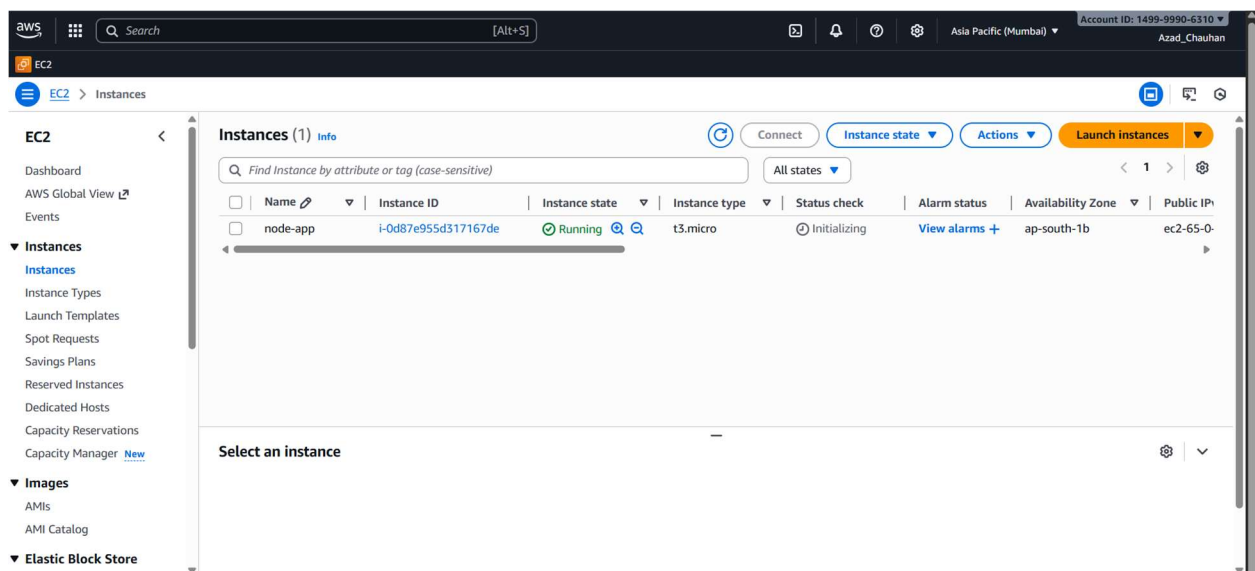 aws
Search [Alt+S]
Asia Pacific (Mumbai) ▼
Account ID: 1499-9990-6310 ▼
Azad_Chauhan
EC2
EC2 > Instances
EC2
Dashboard
AWS Global View
Events
▼ Instances
Instances
Instance Types
Launch Templates
Spot Requests
Savings Plans
Reserved Instances
Dedicated Hosts
Capacity Reservations
Capacity Manager New
▼ Images
AMIs
AMI Catalog
▼ Elastic Block Store
Instances (1) Info
Connect
Instance state ▼
Actions ▼
Launch instances ▼
Find Instance by attribute or tag (case-sensitive)
All states ▼
< 1 >
Name Instance ID Instance state Instance type Status check Alarm status Availability Zone Public IPv
node-app i-0d87e955d317167de Running t3.micro Initializing View alarms + ap-south-1b ec2-65-0-
Select an instance